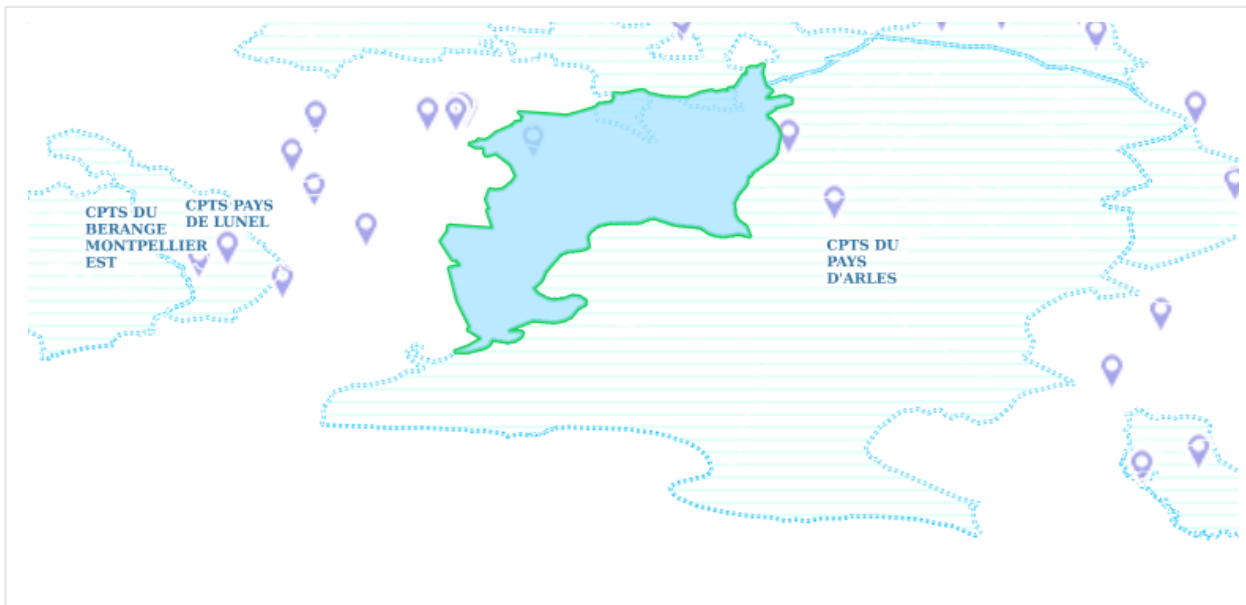 CPTS DU
BERANGE
MONTPELLIER
EST
CPTS PAYS
DE LUNEL
CPTS DU
PAYS
D'ARLES